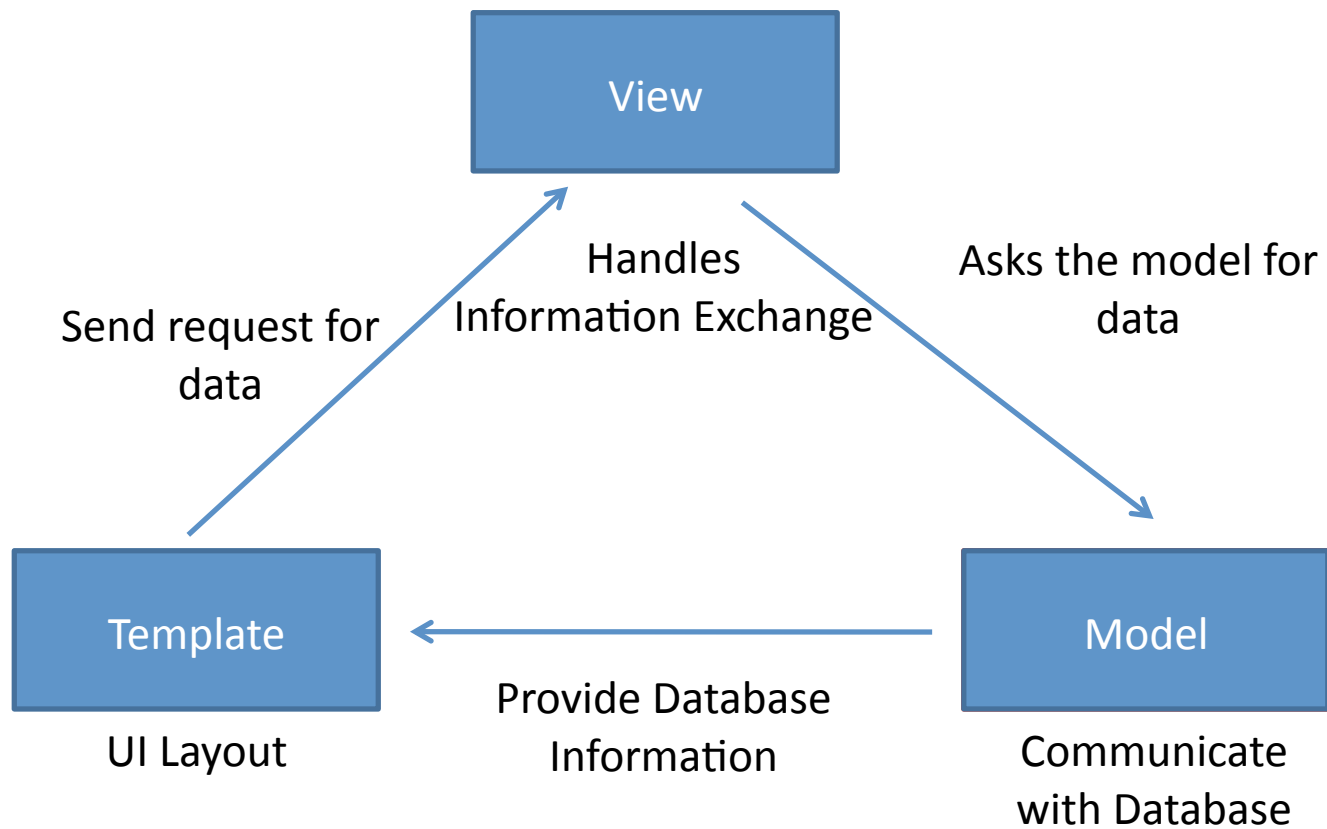 View
Handles
Information Exchange
Asks the model for
data
Send request for
data
Template
Model
Provide Database
Information
UI Layout
Communicate
with Database